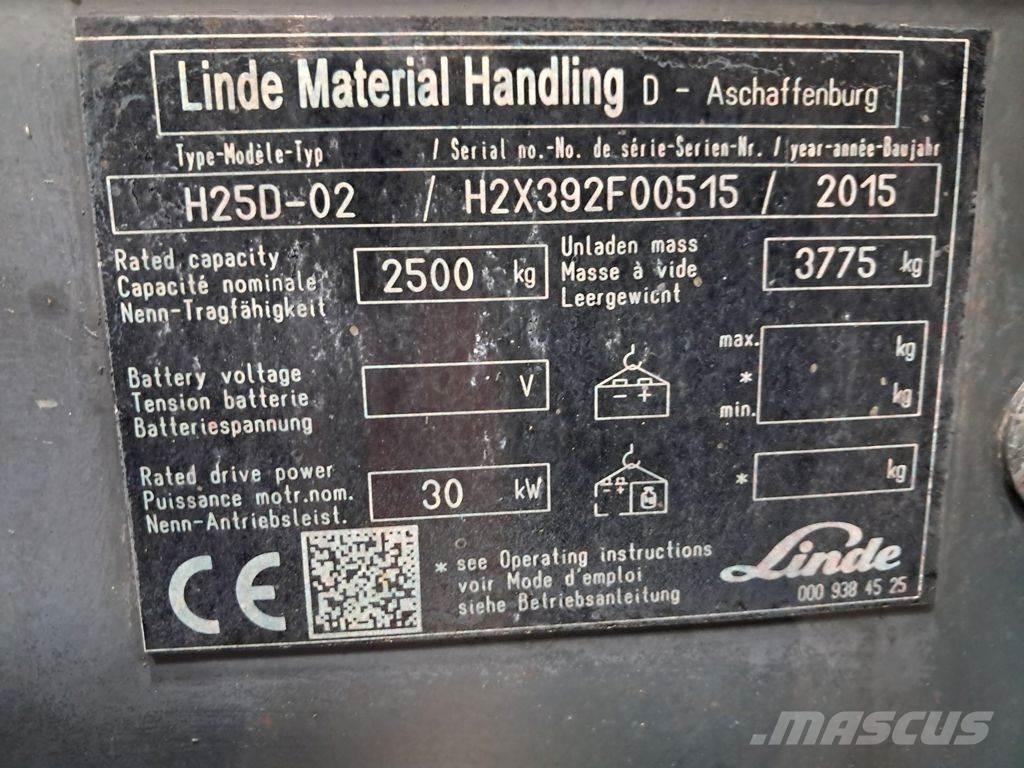 Linde Material Handling D - Aschaffenburg
Type-Modèle-Typ / Serial no.-No. de série-Serien-Nr. / year-année-Baujahr
H25D-02 / H2X392F00515 / 2015
Rated capacity
Capacité nominale
Nenn-Tragfähigkeit
2500 kg
Unladen mass
Masse à vide
Leergewicht
3775 kg
Battery voltage
Tension batterie
Batteriespannung
V
- +
max. kg
*
min. kg
Rated drive power
Puissance motr.nom.
Nenn-Antriebsleist.
30 kW
- +
* kg
CE
* see Operating instructions
voir Mode d'emploi
siehe Betriebsanleitung
Linde
000 938 45 25
MASCUS